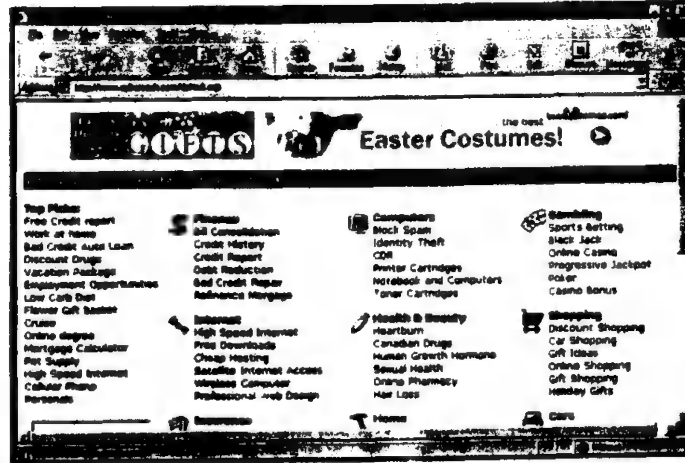 GIFTS
the best
Easter Costumes!
Top Picks
Free Credit report
Work at home
Bad Credit Auto Loan
Discount Drugs
Vacation Package
Employment Opportunities
Low Carb Diet
Flower Gift Basket
Cruise
Online degree
Mortgage Calculator
Pet Supply
High Speed Internet
Cellular Phone
Personals
Finance
Bill Consolidation
Credit History
Credit Report
Debt Reduction
Bad Credit Repair
Refinance Morgage
Internet
High Speed Internet
Free Downloads
Cheap Hosting
Satellite Internet Access
Wireless Computer
Professional Web Design
Insurance
Computers
Block Spam
Identity Theft
CDR
Printer Cartridges
Notebook and Computers
Toner Cartridges
Health & Beauty
Heartburn
Canadian Drugs
Human Growth Hormone
Sexual Health
Online Pharmacy
Hair Loss
Home
Gambling
Sports Betting
Black Jack
Online Casino
Progressive Jackpot
Poker
Casino Bonus
Shopping
Discount Shopping
Car Shopping
Gift Ideas
Online Shopping
Gift Shopping
Holiday Gifts
Cars